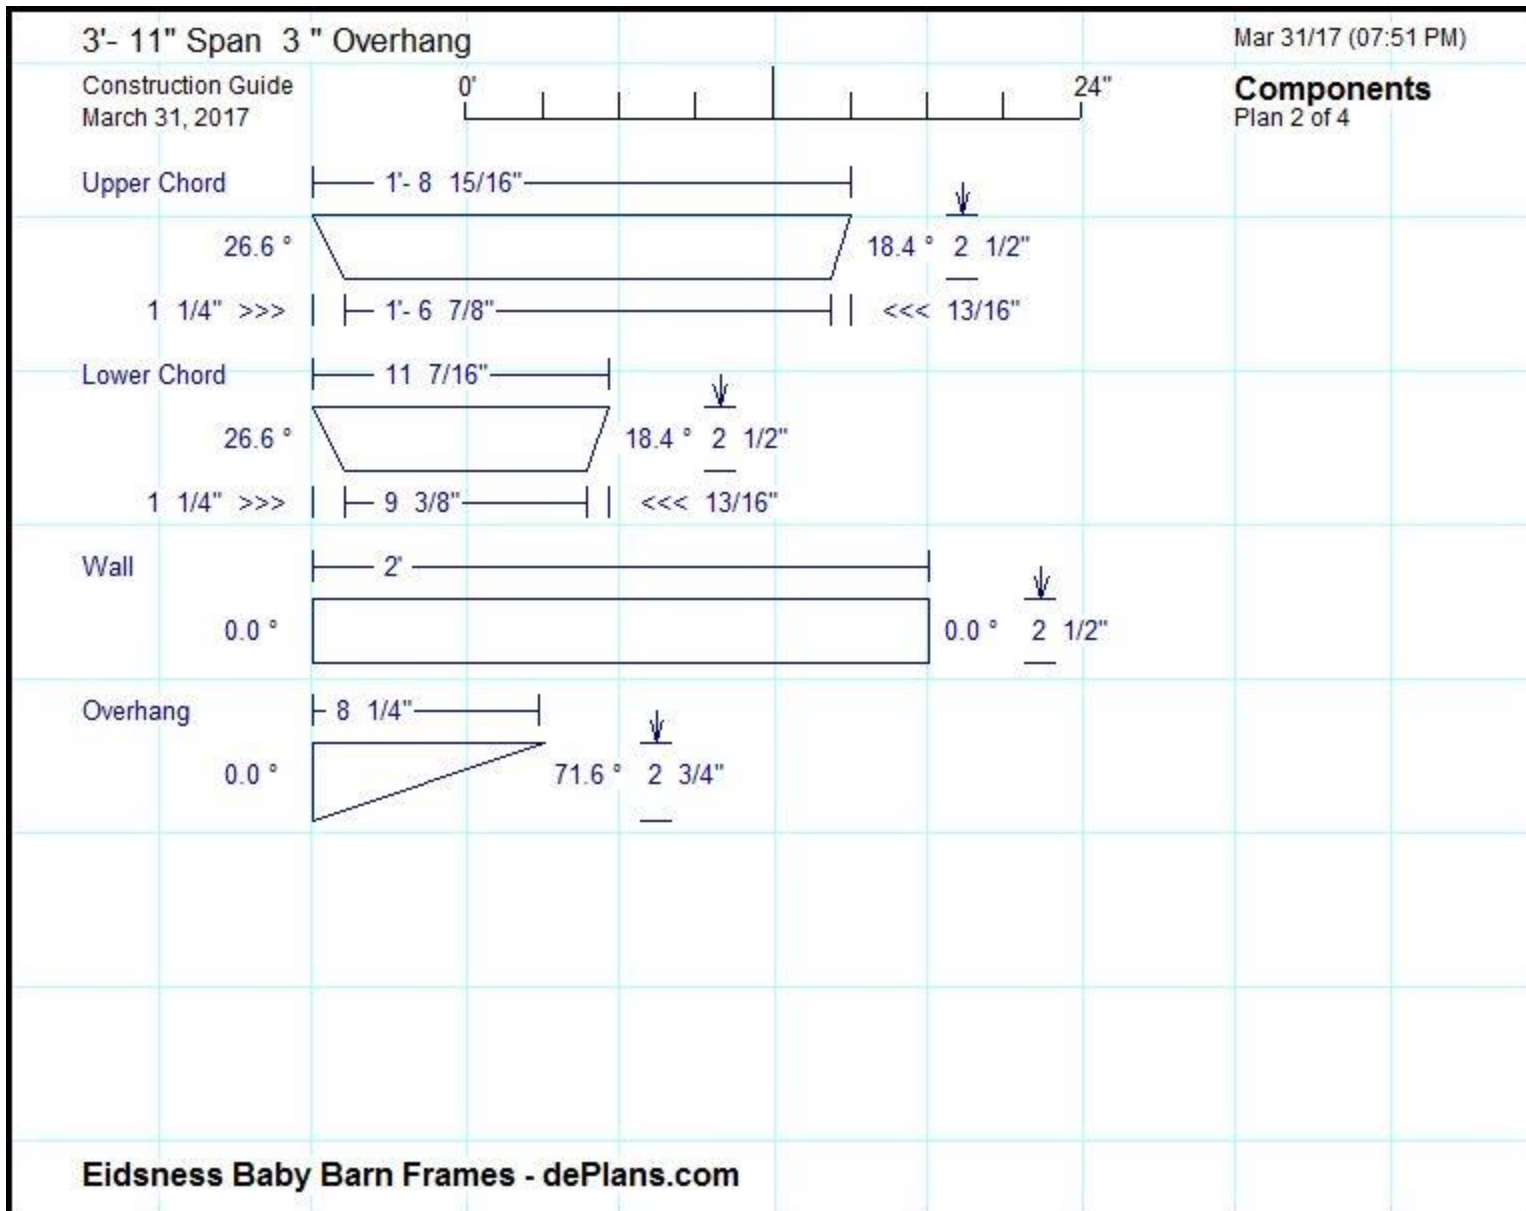 3'- 11" Span 3 " Overhang
Mar 31/17 (07:51 PM)
Construction Guide
March 31, 2017
0'
24"
Components
Plan 2 of 4
Upper Chord
1'- 8 15/16"
26.6 °
18.4 °
2 1/2"
1 1/4" >>>
1'- 6 7/8"
<<< 13/16"
Lower Chord
11 7/16"
26.6 °
18.4 °
2 1/2"
1 1/4" >>>
9 3/8"
<<< 13/16"
Wall
2'
0.0 °
0.0 °
2 1/2"
Overhang
8 1/4"
0.0 °
71.6 °
2 3/4"
Eidsness Baby Barn Frames - dePlans.com